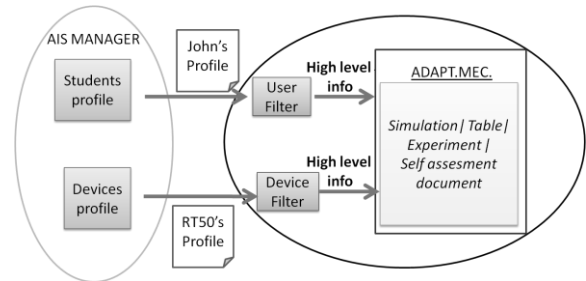 AIS MANAGER
Students
profile
Devices
profile
John's
Profile
RT50's
Profile
User
Filter
Device
Filter
High level
info
High level
info
ADAPT.MEC.
Simulation| Table|
Experiment |
Self assesment
document